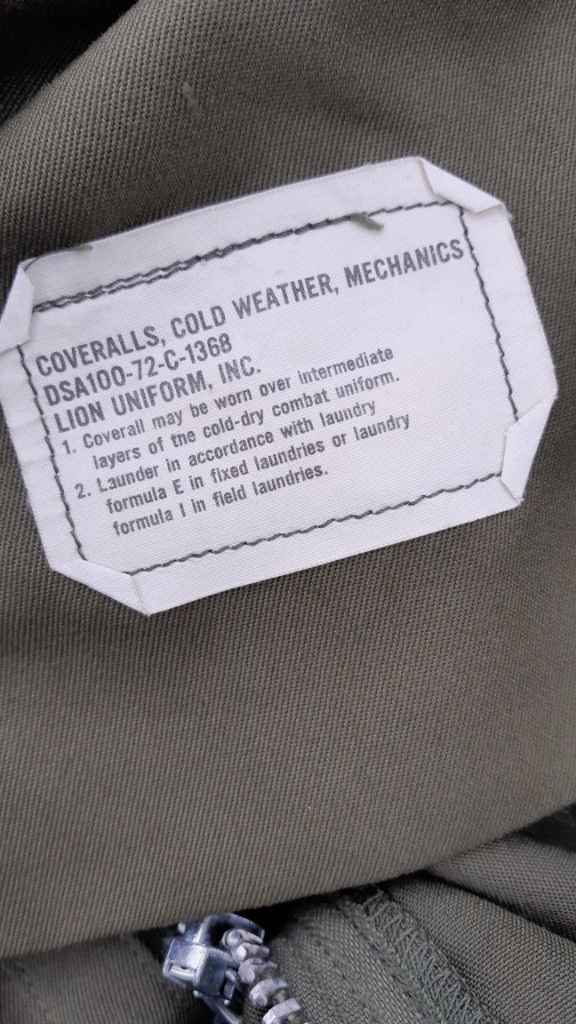 COVERALLS, COLD WEATHER, MECHANICS
DSA100-72-C-1368
LION UNIFORM, INC.
1. Coverall may be worn over intermediate
layers of the cold-dry combat uniform.
2. Launder in accordance with laundry
formula E in fixed laundries or laundry
formula I in field laundries.